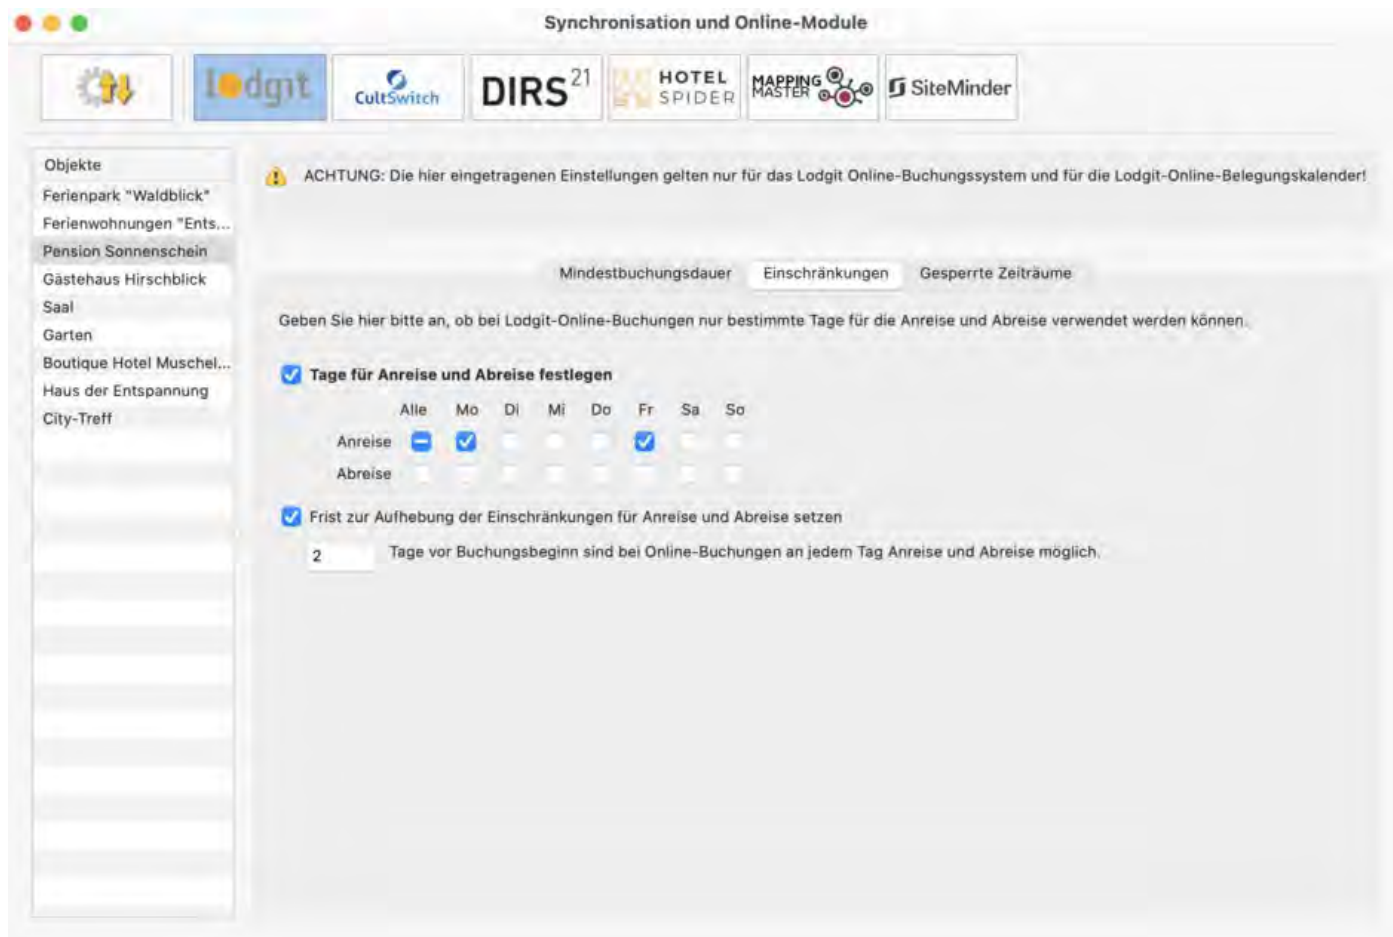 Synchronisation und Online-Module
lodgit
CultSwitch
DIRS21
HOTEL
SPIDER
MAPPING
MASTER
SiteMinder
Objekte
Ferienpark "Waldblick"
Ferienwohnungen "Ents...
Pension Sonnenschein
Gästehaus Hirschblick
Saal
Garten
Boutique Hotel Muschel...
Haus der Entspannung
City-Treff
ACHTUNG: Die hier eingetragenen Einstellungen gelten nur für das Lodgit Online-Buchungssystem und für die Lodgit-Online-Belegungskalender!
Mindestbuchungsdauer Einschränkungen Gesperrte Zeiträume
Geben Sie hier bitte an, ob bei Lodgit-Online-Buchungen nur bestimmte Tage für die Anreise und Abreise verwendet werden können.
Tage für Anreise und Abreise festlegen
Alle Mo Di Mi Do Fr Sa So
Anreise
Abreise
Frist zur Aufhebung der Einschränkungen für Anreise und Abreise setzen
2 Tage vor Buchungsbeginn sind bei Online-Buchungen an jedem Tag Anreise und Abreise möglich.